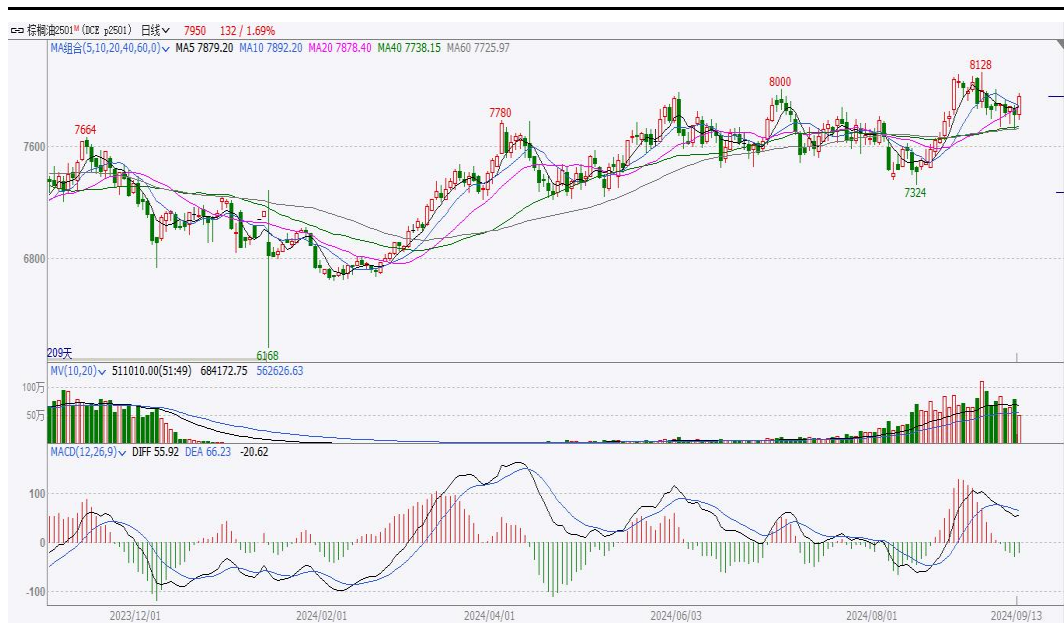 棕榈油2501M (DCE p2501) 日线 7950 132 / 1.69%
MA组合(5,10,20,40,60,0) MA5 7879.20 MA10 7892.20 MA20 7878.40 MA40 7738.15 MA60 7725.97
8128
8000
7780
7664
7600
7324
6800
6168
209天
MV(10,20) 511010.00(51:49) 684172.75 562626.63
100万
50万
MACD(12,26,9) DIFF 55.92 DEA 66.23 -20.62
100
0
-100
2023/12/01 2024/02/01 2024/04/01 2024/06/03 2024/08/01 2024/09/13